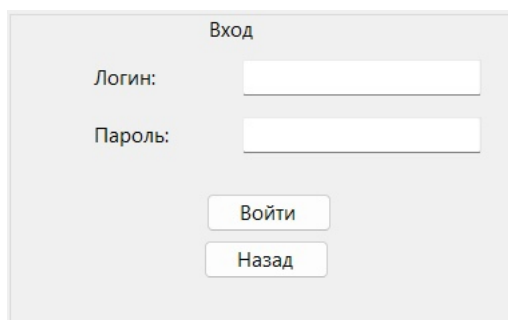 Вход
Логин:
Пароль:
Войти
Назад